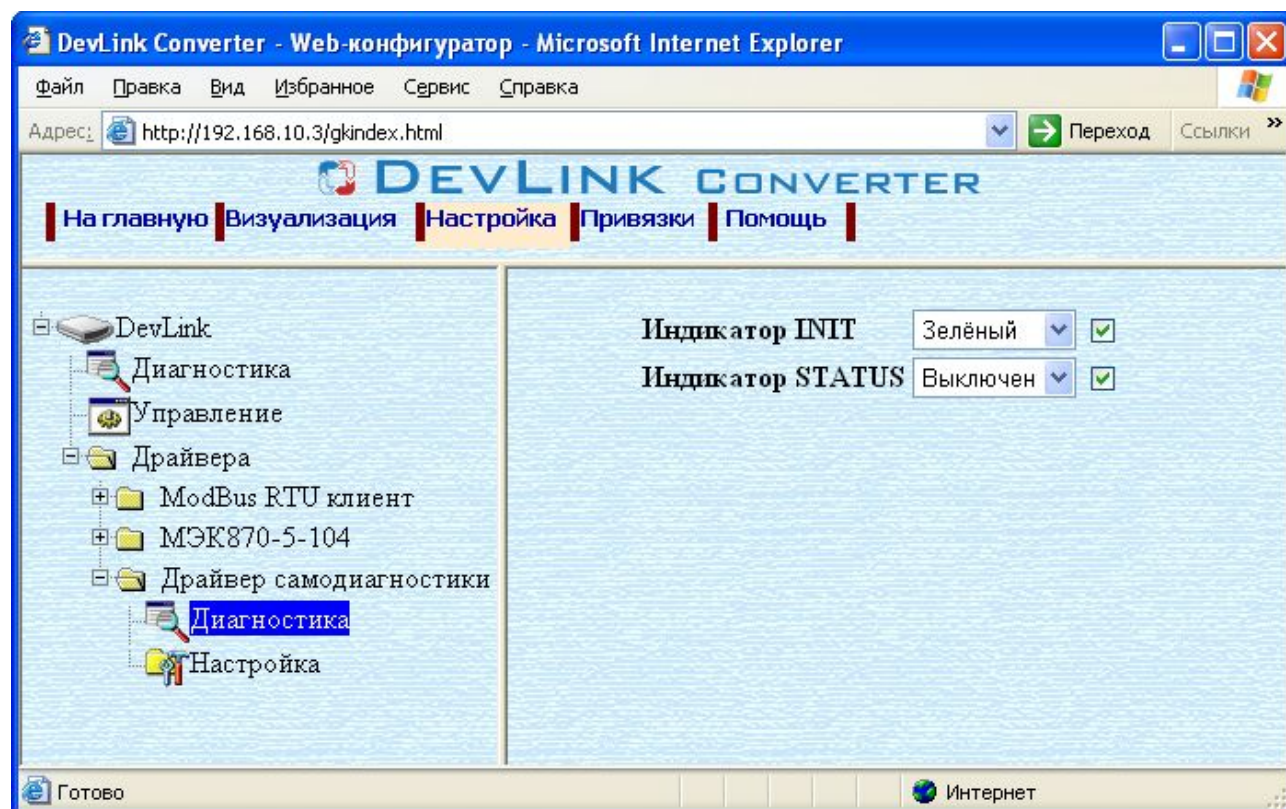 DevLink Converter - Web-конфигуратор - Microsoft Internet Explorer
Файл Правка Вид Избранное Сервис Справка
Адрес: http://192.168.10.3/gkindex.html Переход Ссылки »
DEVLINK CONVERTER
На главную Визуализация Настройка Привязки Помощь
DevLink
Диагностика
Управление
Драйвера
ModBus RTU клиент
МЭК870-5-104
Драйвер самодиагностики
Диагностика
Настройка
Индикатор INIT Зелёный
Индикатор STATUS Выключен
Готово Интернет